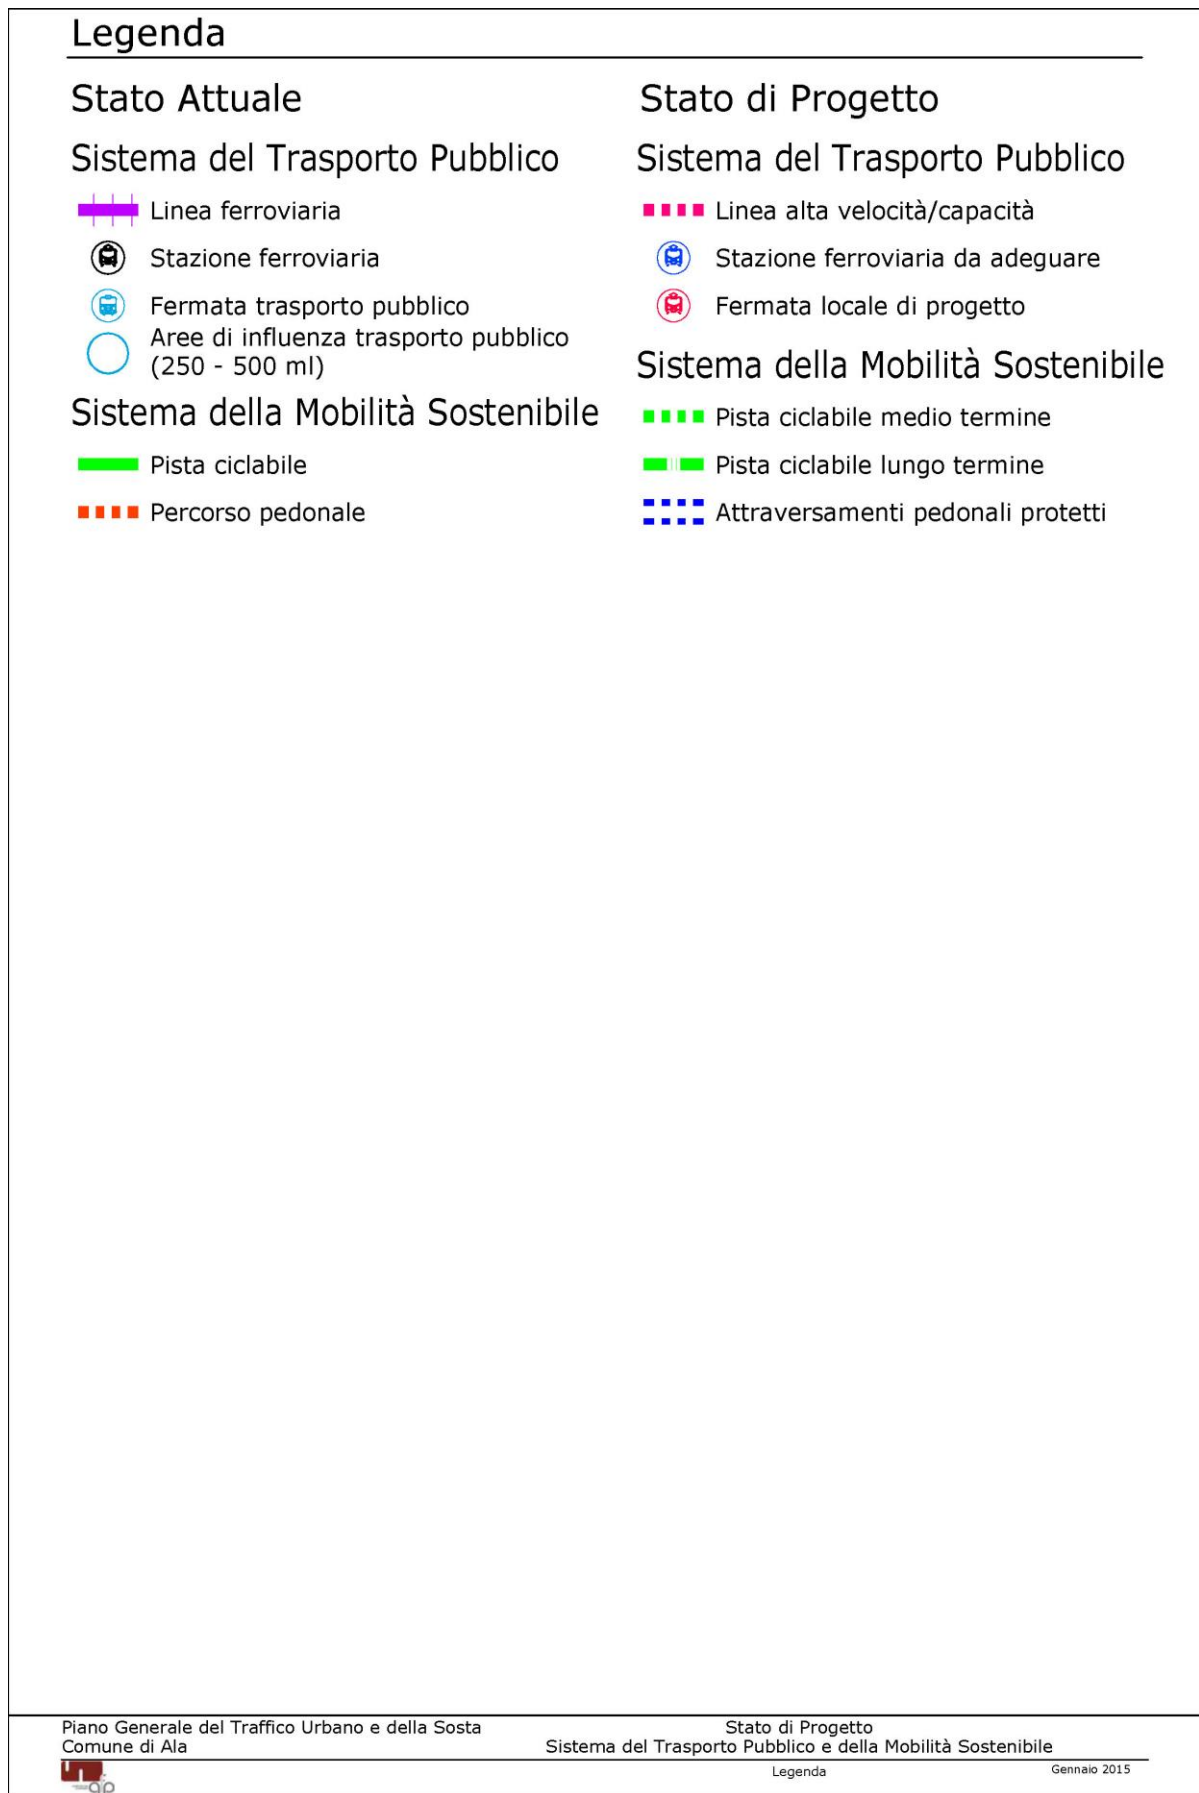 Legenda
Stato Attuale
Sistema del Trasporto Pubblico
Linea ferroviaria
Stazione ferroviaria
Fermata trasporto pubblico
Aree di influenza trasporto pubblico
(250 - 500 ml)
Sistema della Mobilità Sostenibile
Pista ciclabile
Percorso pedonale
Stato di Progetto
Sistema del Trasporto Pubblico
Linea alta velocità/capacità
Stazione ferroviaria da adeguare
Fermata locale di progetto
Sistema della Mobilità Sostenibile
Pista ciclabile medio termine
Pista ciclabile lungo termine
Attraversamenti pedonali protetti
Piano Generale del Traffico Urbano e della Sosta
Comune di Ala
Stato di Progetto
Sistema del Trasporto Pubblico e della Mobilità Sostenibile
Legenda
Gennaio 2015